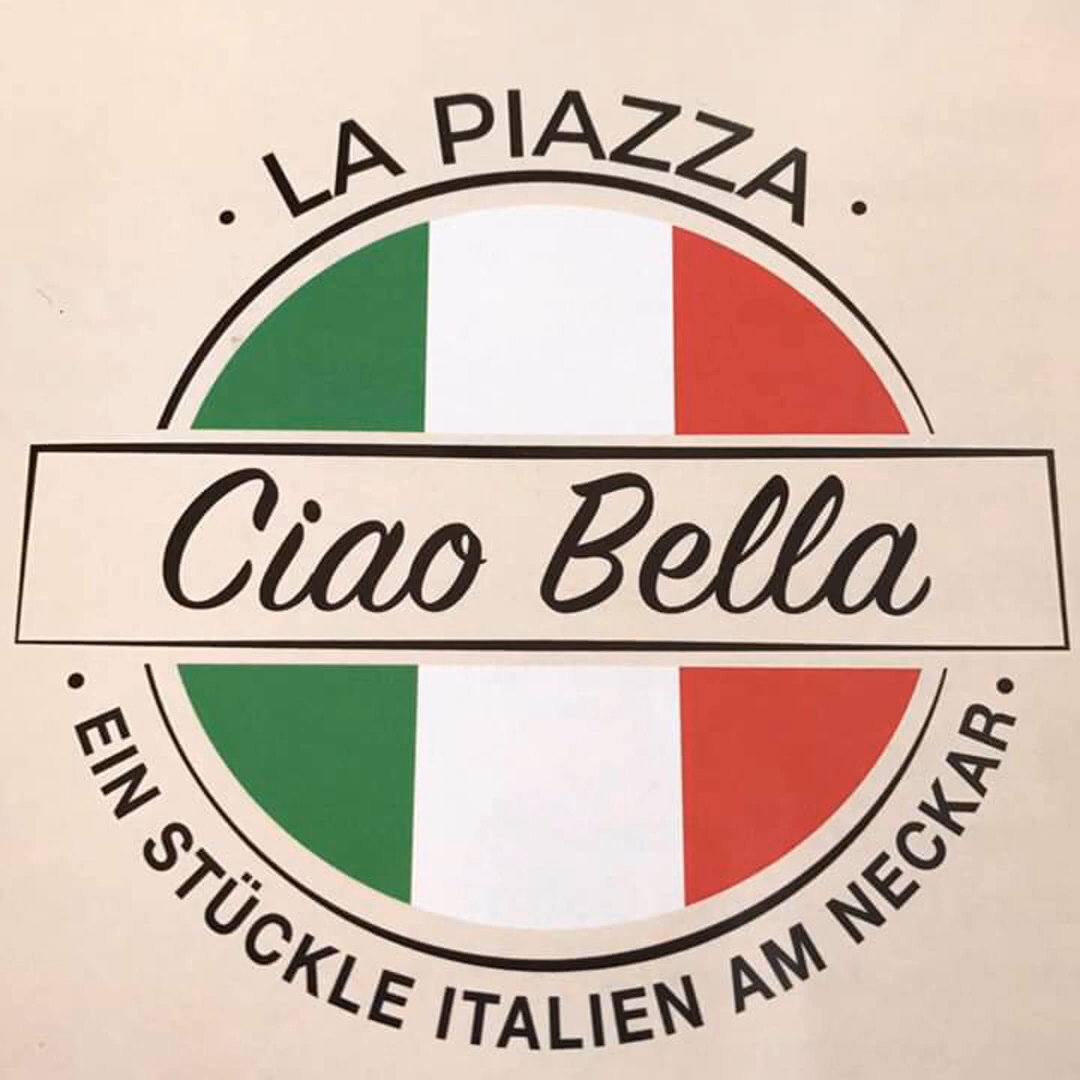 • LA PIAZZA •
Ciao Bella
• EIN STÜCKLE ITALIEN AM NECKAR •